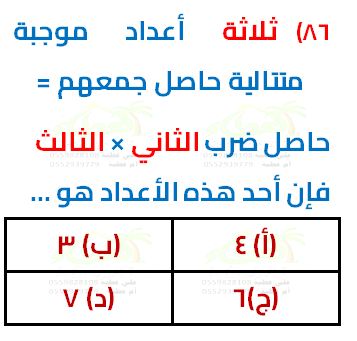 ٨٦) ثلاثة أعداد موجبة
متتالية حاصل جمعهم =
حاصل ضرب الثاني × الثالث
فإن أحد هذه الأعداد هو ...
(أ) ٤ (ب) ٣
(ج) ٦ (د) ٧